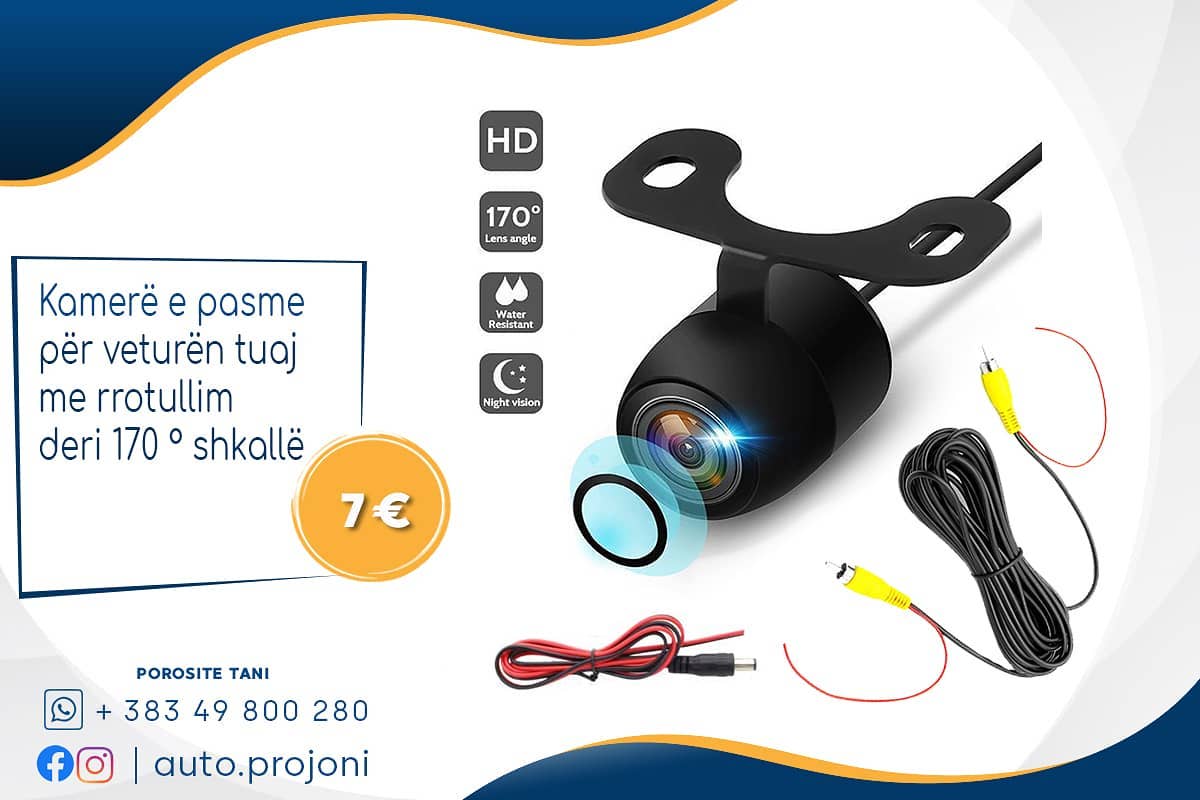 HD
170°
Lens angle
Water
Resistant
Night vision
Kamerë e pasme
për veturën tuaj
me rrotullim
deri 170 º shkallë
7 €
POROSITE TANI
+ 383 49 800 280
| auto.projoni